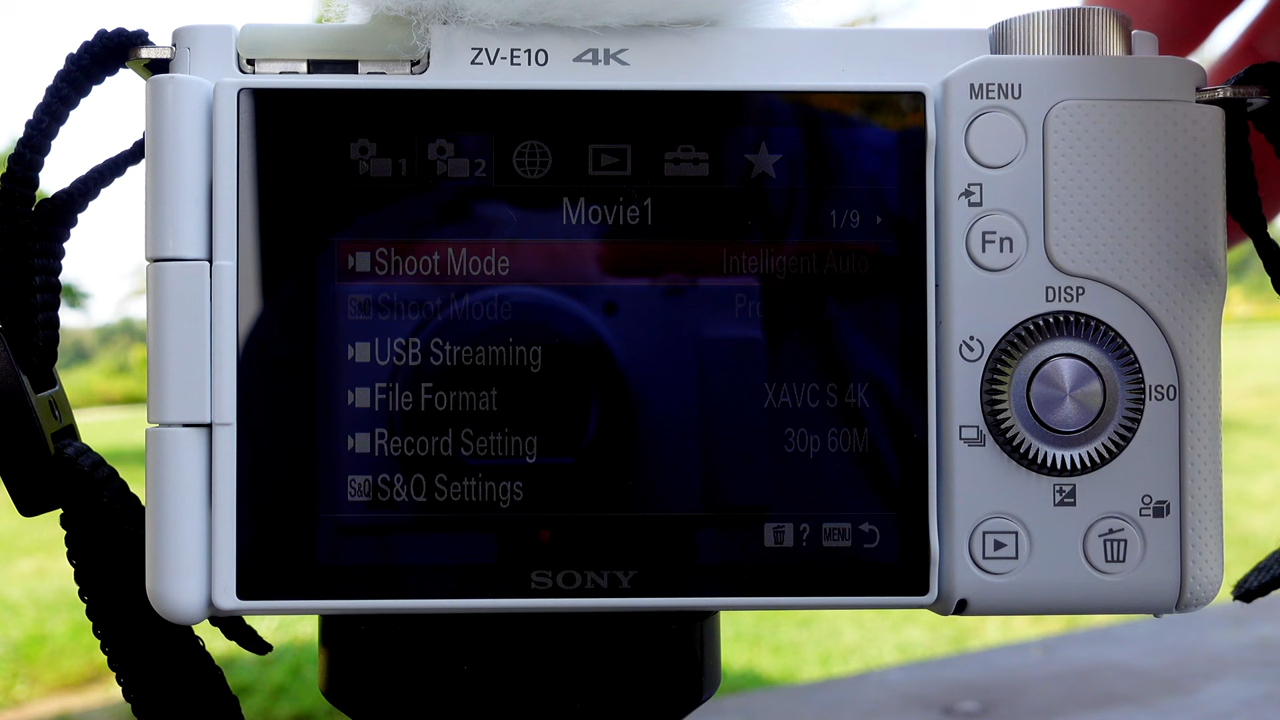 ZV-E10 4K
MENU
1 2
Movie1
1/9
Shoot Mode Intelligent Auto
S&Q Shoot Mode
USB Streaming
File Format XAVC S 4K
Record Setting 30p 60M
S&Q S&Q Settings
? MENU
SONY
Fn
DISP
ISO